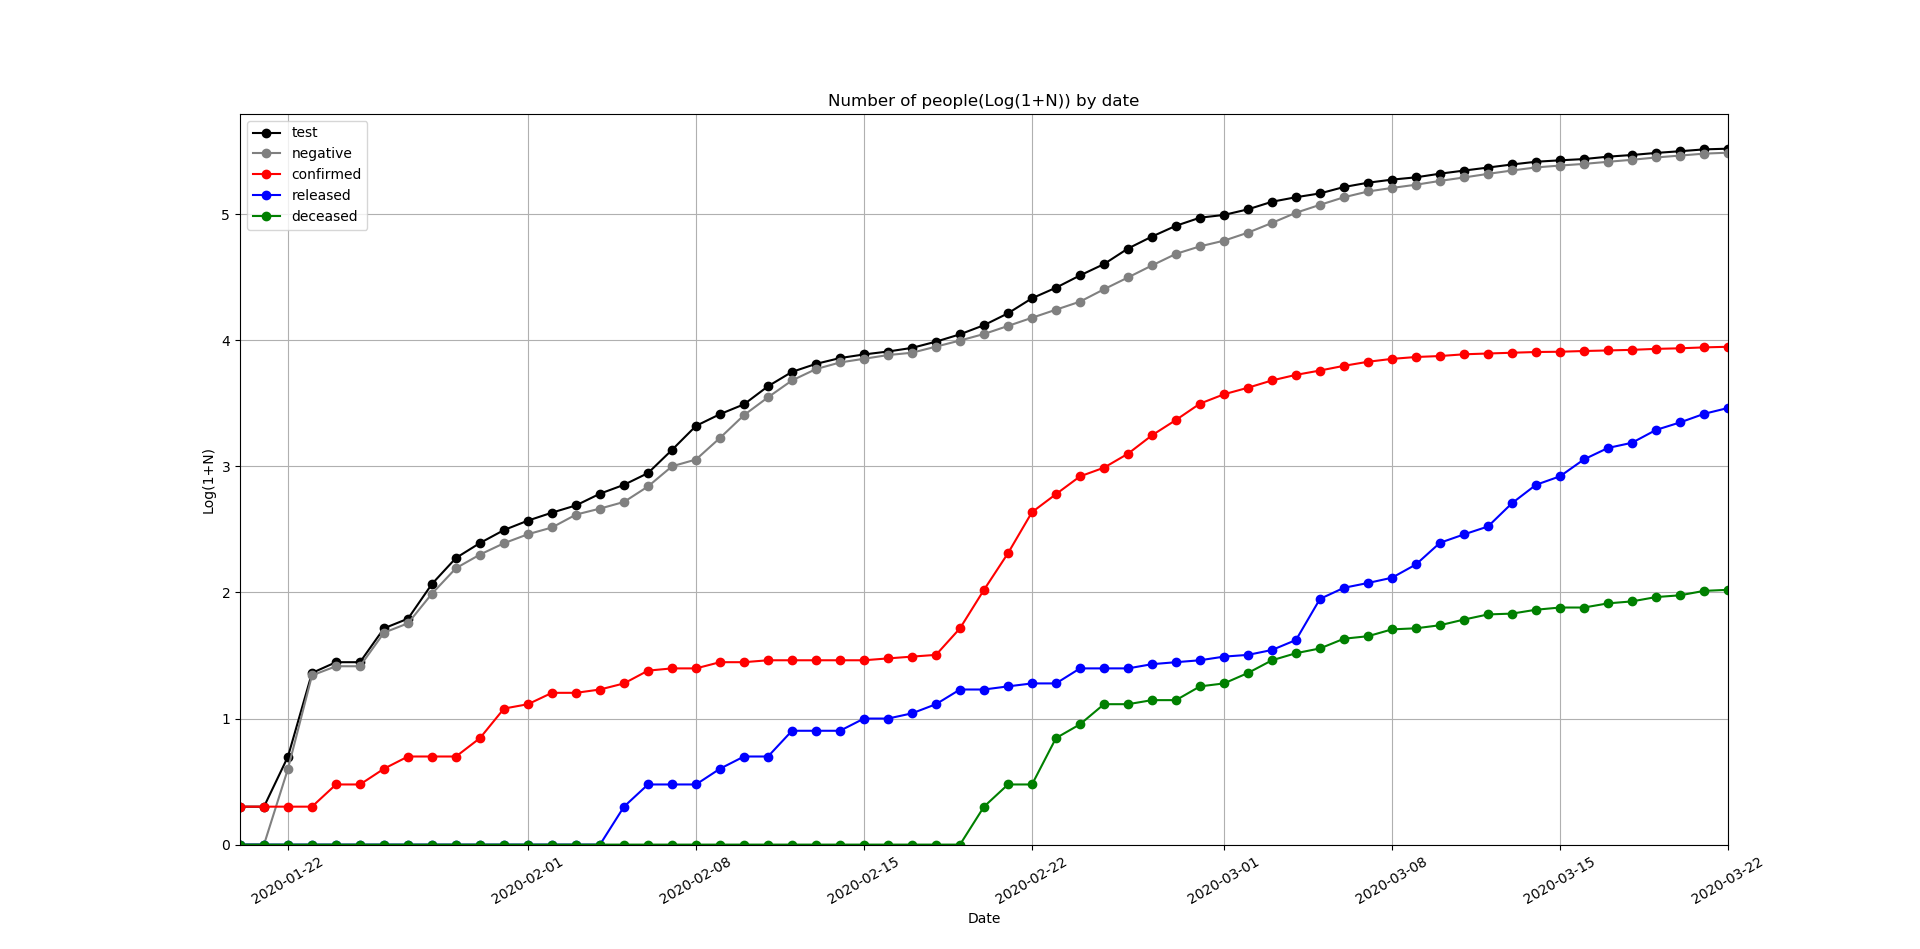 Number of people(Log(1+N)) by date
test
negative
confirmed
released
deceased
Log(1+N)
5
4
3
2
1
0
2020-01-22
2020-02-01
2020-02-08
2020-02-15
2020-02-22
2020-03-01
2020-03-08
2020-03-15
2020-03-22
Date